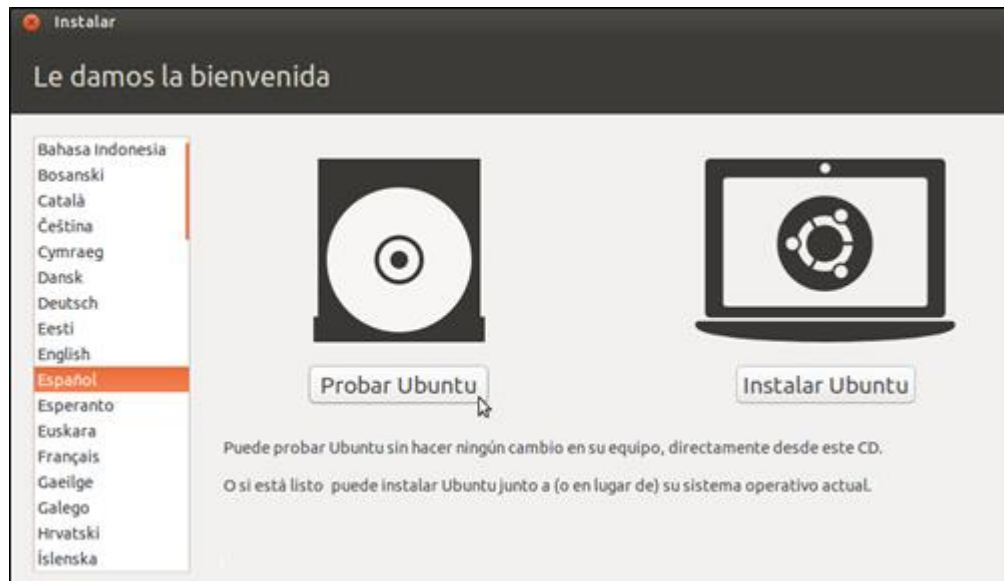 Instalar
Le damos la bienvenida
Bahasa Indonesia
Bosanski
Català
Čeština
Cymraeg
Dansk
Deutsch
Eesti
English
Español
Esperanto
Euskara
Français
Gaeilge
Galego
Hrvatski
Íslenska
Probar Ubuntu
Instalar Ubuntu
Puede probar Ubuntu sin hacer ningún cambio en su equipo, directamente desde este CD.
O si está listo puede instalar Ubuntu junto a (o en lugar de) su sistema operativo actual.